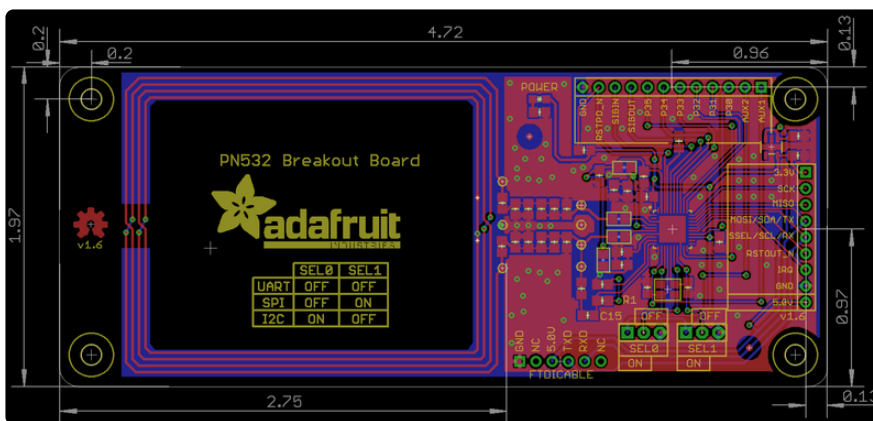 0.2
4.72
0.13
0.2
0.96
POWER
GND
RSTPD_N
SIGIN
SIGOUT
P35
P34
P33
P32
P31
P30
AUX2
AUX1
PN532 Breakout Board
adafruit
INDUSTRIES
v1.6
1.97
SEL0 SEL1
UART OFF OFF
SPI OFF ON
I2C ON OFF
3.3V
SCK
MISO
MOSI/SDA/TX
SSEL/SCL/RX
RSTOUT_N
IRQ
GND
5.0V
v1.6
0.97
R1
C15
OFF OFF
SEL0 SEL1
ON ON
GND
NC
5.0V
TXD
RXD
NC
FTDICABLE
2.75
0.13